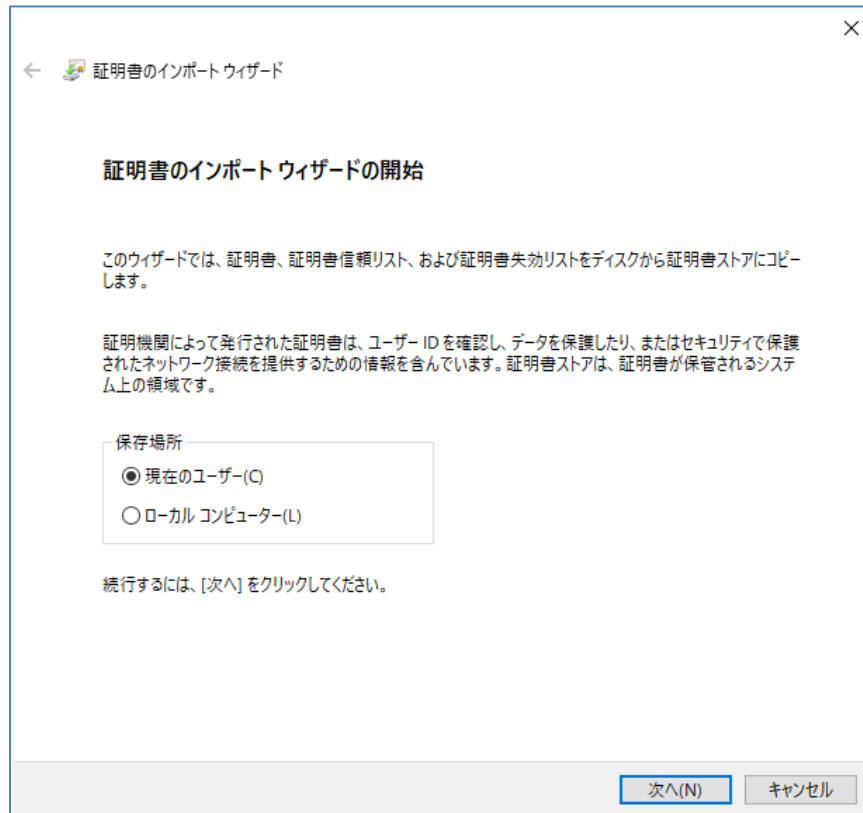 証明書のインポート ウィザード
証明書のインポート ウィザードの開始
このウィザードでは、証明書、証明書信頼リスト、および証明書失効リストをディスクから証明書ストアにコピー
します。
証明機関によって発行された証明書は、ユーザー ID を確認し、データを保護したり、またはセキュリティで保護
されたネットワーク接続を提供するための情報を含んでいます。証明書ストアは、証明書が保管されるシステ
ム上の領域です。
保存場所
現在のユーザー(C)
ローカル コンピューター(L)
続行するには、[次へ] をクリックしてください。
次へ(N)
キャンセル